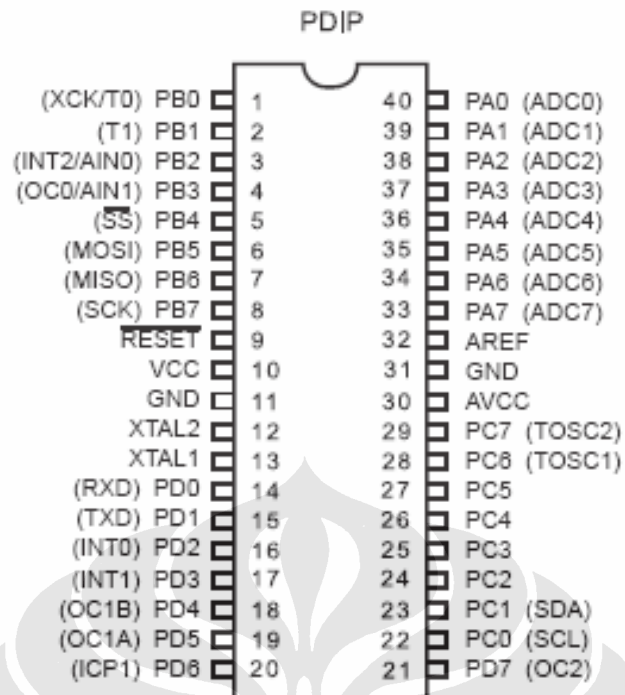 PDIP
(XCK/T0) PB0 1 40 PA0 (ADC0)
(T1) PB1 2 39 PA1 (ADC1)
(INT2/AIN0) PB2 3 38 PA2 (ADC2)
(OC0/AIN1) PB3 4 37 PA3 (ADC3)
(SS) PB4 5 36 PA4 (ADC4)
(MOSI) PB5 6 35 PA5 (ADC5)
(MISO) PB6 7 34 PA6 (ADC6)
(SCK) PB7 8 33 PA7 (ADC7)
RESET 9 32 AREF
VCC 10 31 GND
GND 11 30 AVCC
XTAL2 12 29 PC7 (TOSC2)
XTAL1 13 28 PC6 (TOSC1)
(RXD) PD0 14 27 PC5
(TXD) PD1 15 26 PC4
(INT0) PD2 16 25 PC3
(INT1) PD3 17 24 PC2
(OC1B) PD4 18 23 PC1 (SDA)
(OC1A) PD5 19 22 PC0 (SCL)
(ICP1) PD6 20 21 PD7 (OC2)